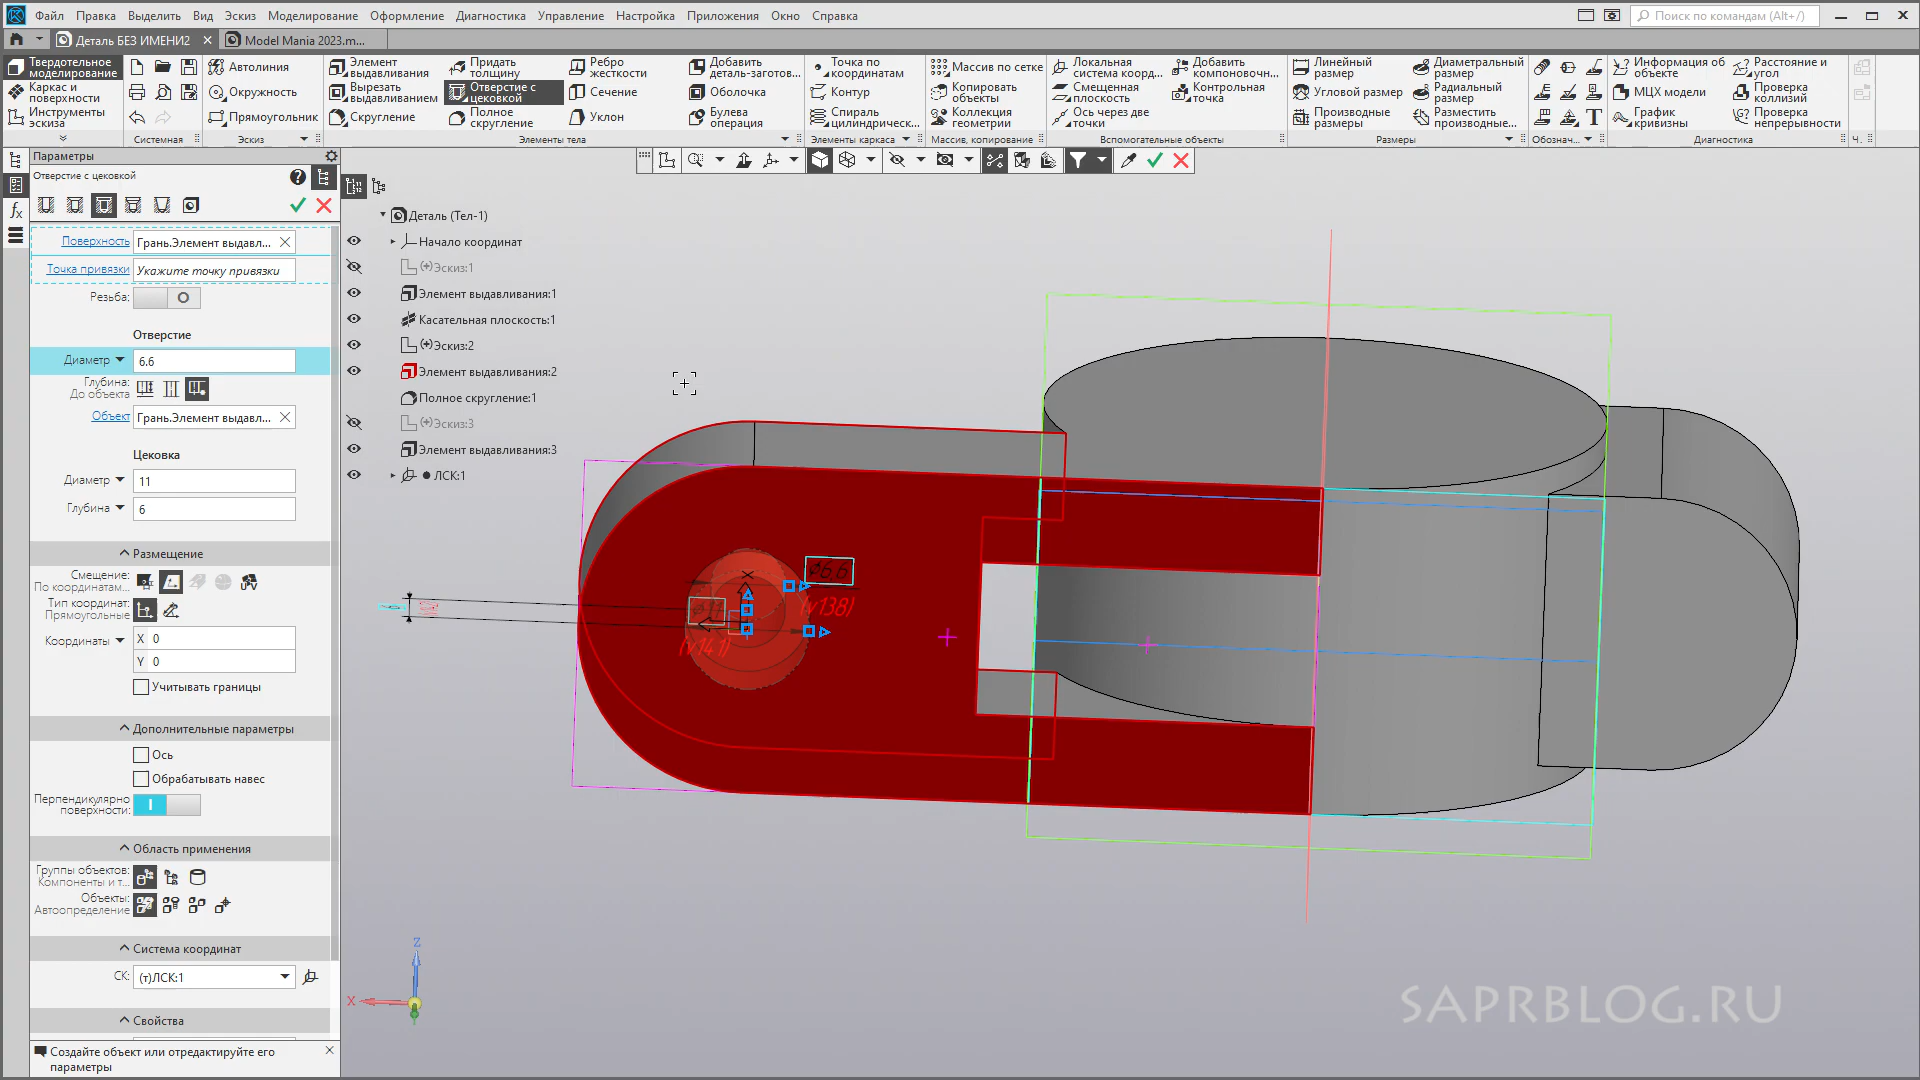 Файл Правка Выделить Вид Эскиз Моделирование Оформление Диагностика Управление Настройка Приложения Окно Справка
Поиск по командам (Alt+/)
Деталь БЕЗ ИМЕНИ2
Model Mania 2023.m...
Твердотельное моделирование
Каркас и поверхности
Инструменты эскиза
Системная
Автолиния
Окружность
Прямоугольник
Эскиз
Элемент выдавливания
Вырезать выдавливанием
Скругление
Придать толщину
Отверстие с цековкой
Полное скругление
Ребро жесткости
Сечение
Уклон
Добавить деталь-заготов...
Оболочка
Булева операция
Элементы тела
Точка по координатам
Контур
Спираль цилиндрическ...
Элементы каркаса
Массив по сетке
Копировать объекты
Коллекция геометрии
Массив, копирование
Локальная система коорд...
Смещенная плоскость
Ось через две точки
Добавить компоновочн...
Контрольная точка
Вспомогательные объекты
Линейный размер
Угловой размер
Производные размеры
Диаметральный размер
Радиальный размер
Разместить производные...
Размеры
Обознач...
Информация об объекте
МЦХ модели
График кривизны
Расстояние и угол
Проверка коллизий
Проверка непрерывности
Диагностика
Ч...
Параметры
Отверстие с цековкой
Поверхность Грань.Элемент выдавл...
Точка привязки Укажите точку привязки
Резьба:
Отверстие
Диаметр 6.6
Глубина:
До объекта
Объект Грань.Элемент выдавл...
Цековка
Диаметр 11
Глубина 6
Размещение
Смещение:
По координатам...
Тип координат:
Прямоугольные
Координаты X 0
Y 0
Учитывать границы
Дополнительные параметры
Ось
Обрабатывать навес
Перпендикулярно поверхности:
Область применения
Группы объектов:
Компоненты и т...
Объекты:
Автоопределение
Система координат
СК: (т)ЛСК:1
Свойства
Создайте объект или отредактируйте его
параметры
Деталь (Тел-1)
Начало координат
(+)Эскиз:1
Элемент выдавливания:1
Касательная плоскость:1
(+)Эскиз:2
Элемент выдавливания:2
Полное скругление:1
(+)Эскиз:3
Элемент выдавливания:3
ЛСК:1
⌀6.6
(v138)
(v141)
Z
X
SAPRBLOG.RU